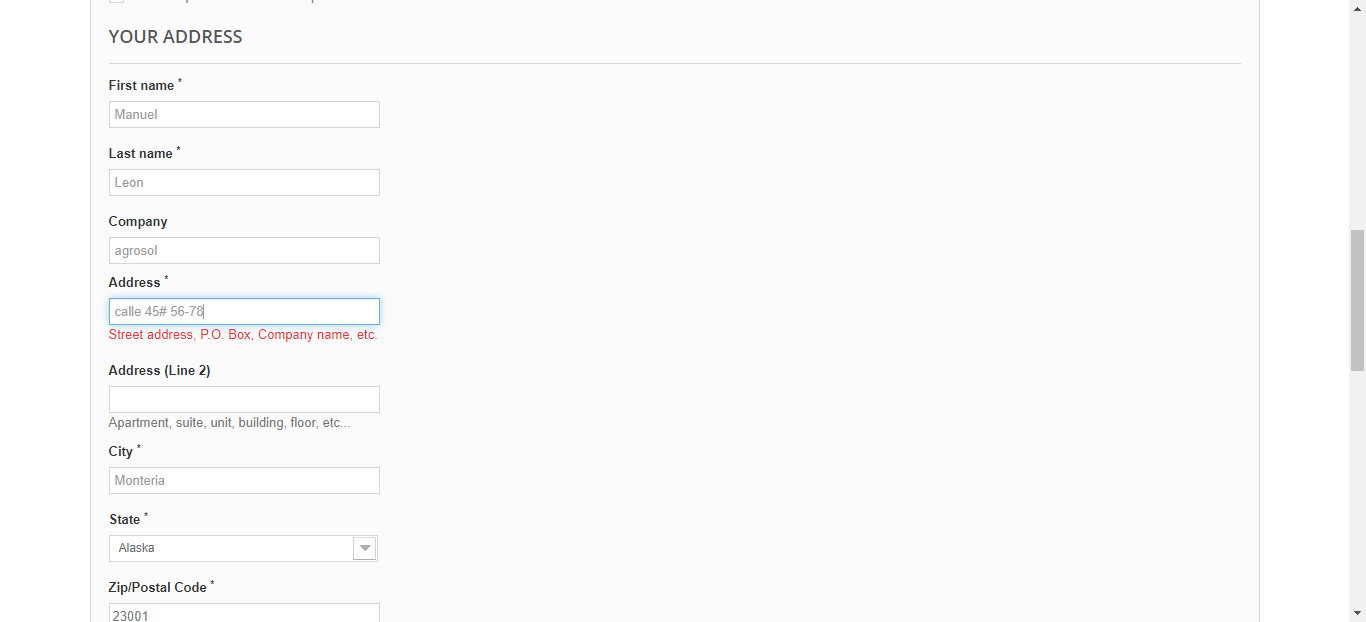 YOUR ADDRESS
First name *
Manuel
Last name *
Leon
Company
agrosol
Address *
calle 45# 56-78
Street address, P.O. Box, Company name, etc.
Address (Line 2)
Apartment, suite, unit, building, floor, etc...
City *
Monteria
State *
Alaska
Zip/Postal Code *
23001